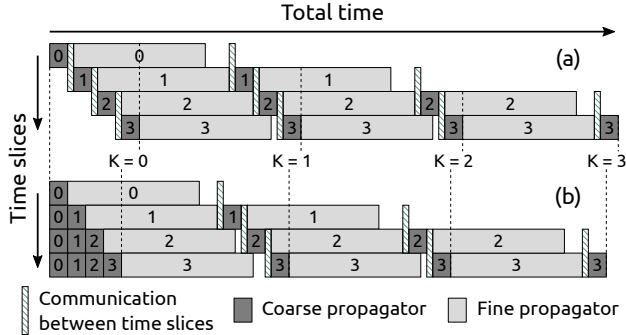 Total time
Time slices
(a)
0 0
1 1 1 1
2 2 2 2 2 2
3 3 3 3 3 3 3
K = 0 K = 1 K = 2 K = 3
(b)
0 0
0 1 1 1 1
0 1 2 2 2 2 2 2
0 1 2 3 3 3 3 3 3 3
Communication
between time slices
Coarse propagator
Fine propagator